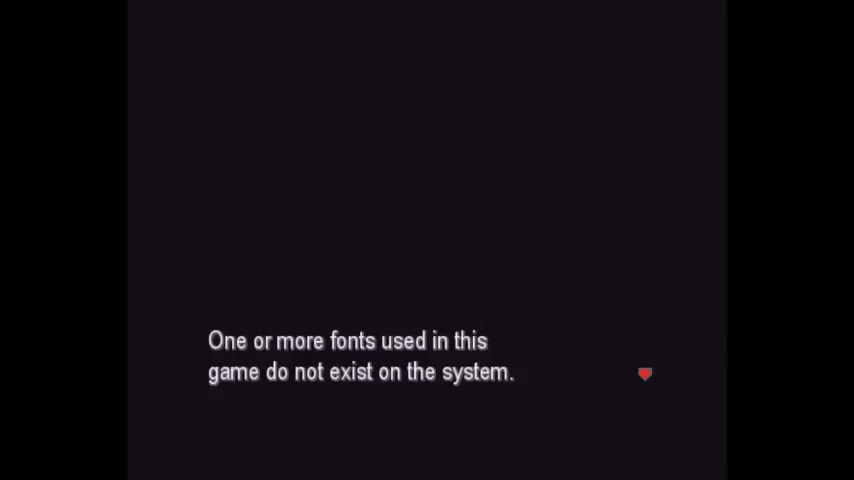 One or more fonts used in this
game do not exist on the system.